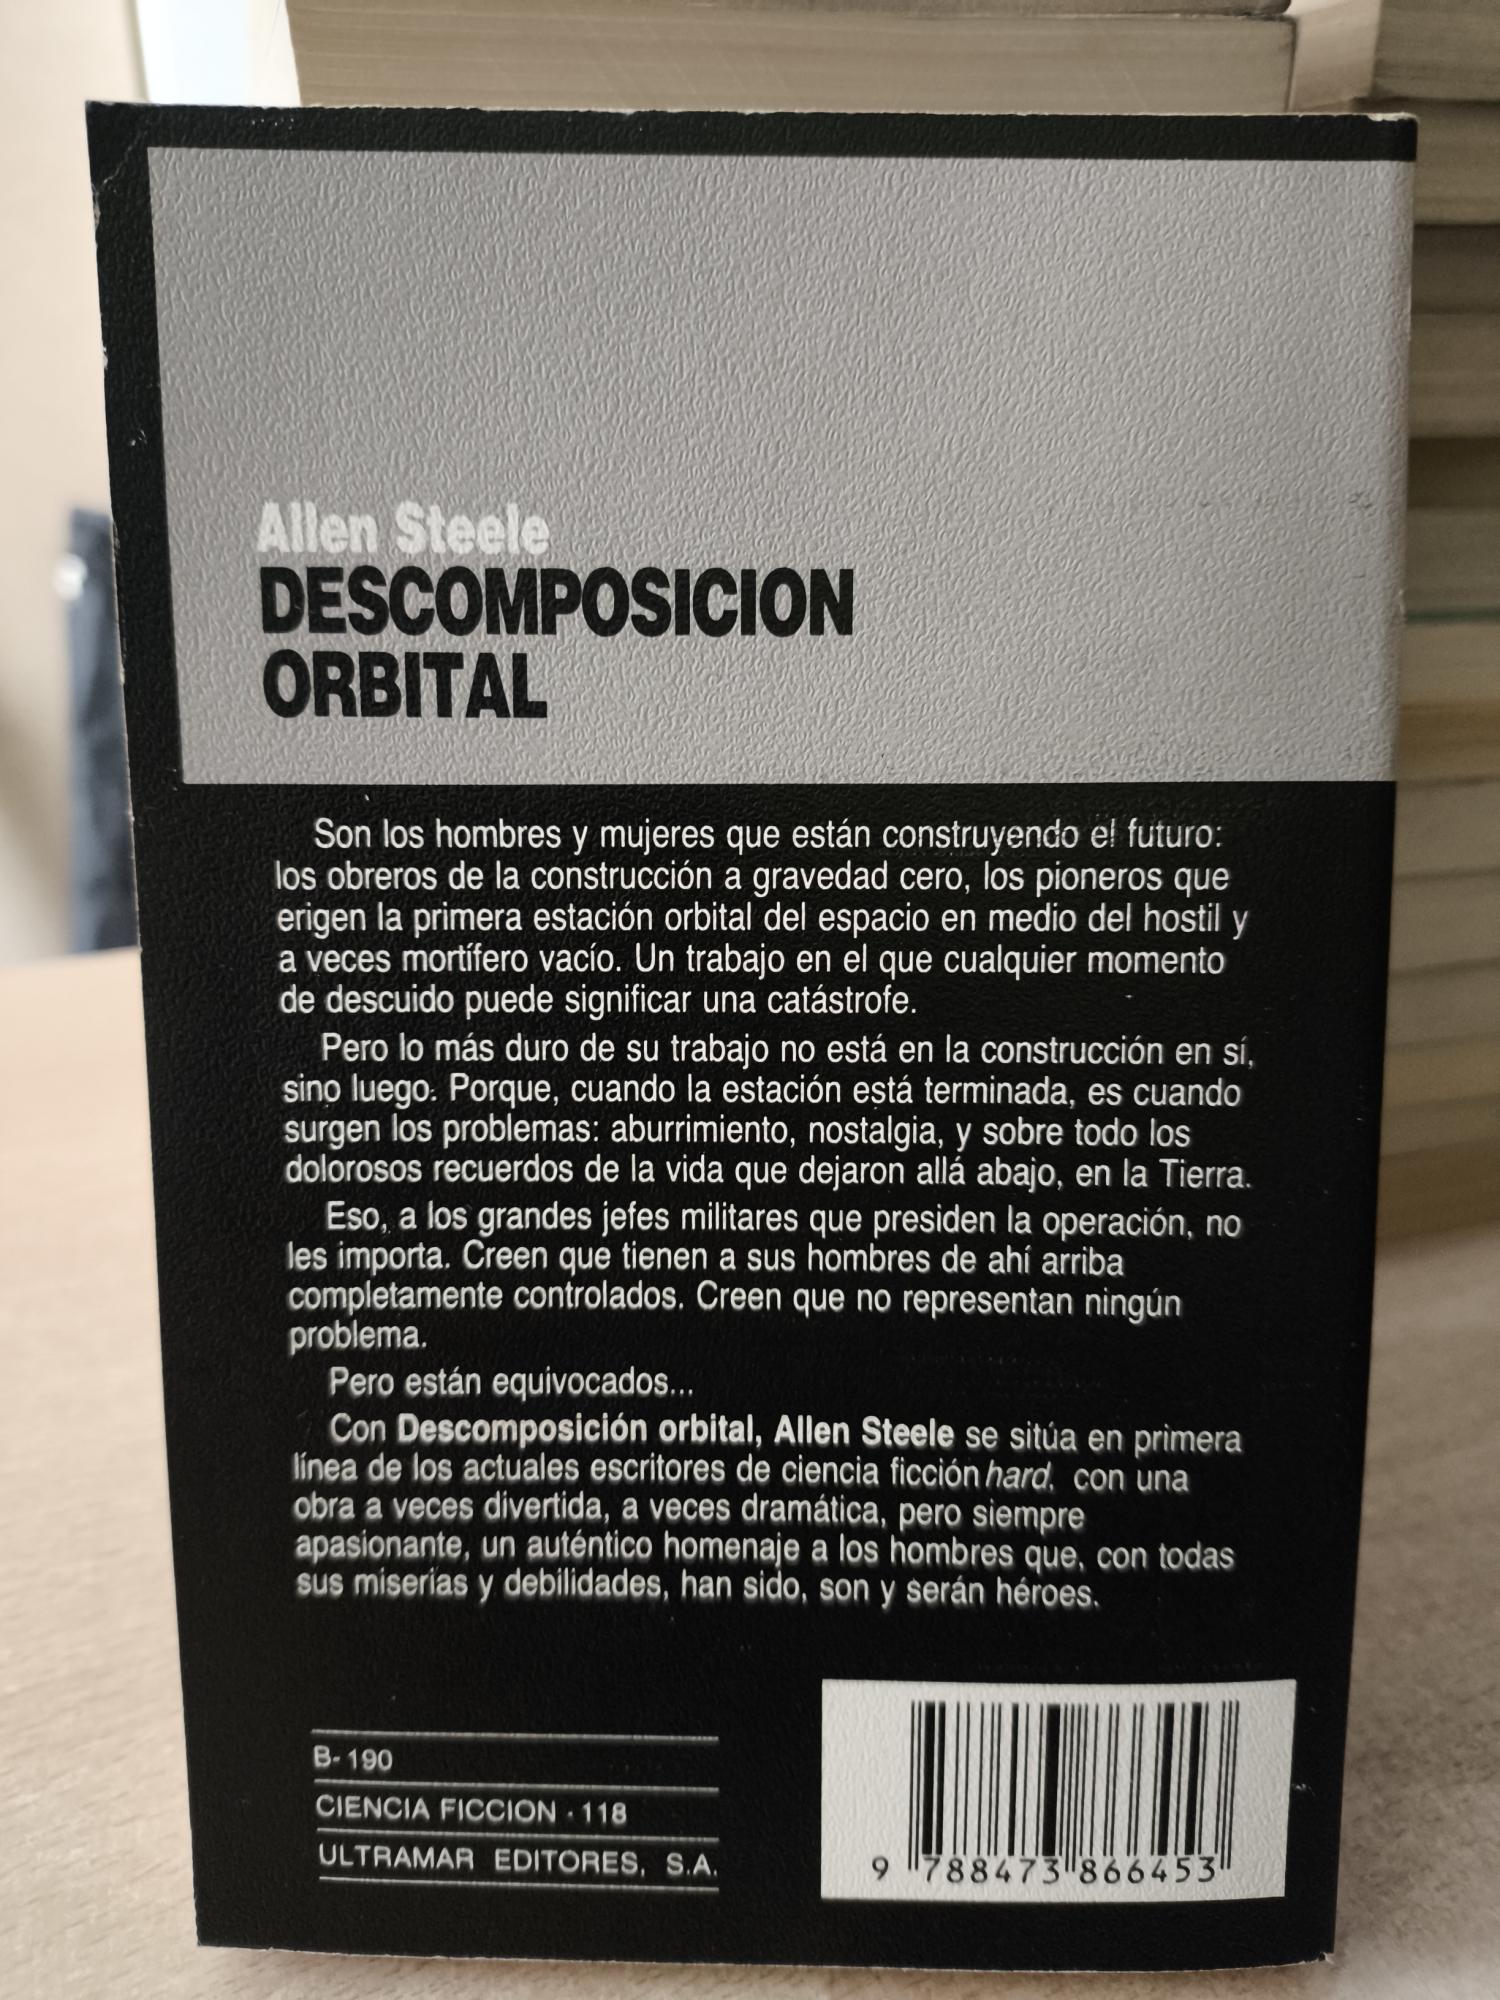 Allen Steele
DESCOMPOSICION
ORBITAL
Son los hombres y mujeres que están construyendo el futuro:
los obreros de la construcción a gravedad cero, los pioneros que
erigen la primera estación orbital del espacio en medio del hostil y
a veces mortífero vacío. Un trabajo en el que cualquier momento
de descuido puede significar una catástrofe.
Pero lo más duro de su trabajo no está en la construcción en sí,
sino luego. Porque, cuando la estación está terminada, es cuando
surgen los problemas: aburrimiento, nostalgia, y sobre todo los
dolorosos recuerdos de la vida que dejaron allá abajo, en la Tierra.
Eso, a los grandes jefes militares que presiden la operación, no
les importa. Creen que tienen a sus hombres de ahí arriba
completamente controlados. Creen que no representan ningún
problema.
Pero están equivocados...
Con Descomposición orbital, Allen Steele se sitúa en primera
línea de los actuales escritores de ciencia ficción hard, con una
obra a veces divertida, a veces dramática, pero siempre
apasionante, un auténtico homenaje a los hombres que, con todas
sus miserias y debilidades, han sido, son y serán héroes.
B-190
CIENCIA FICCION · 118
ULTRAMAR EDITORES, S.A.
9 788473 866453